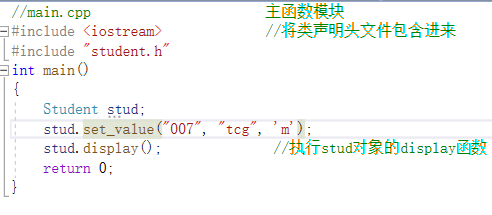 //main.cpp 主函数模块
#include <iostream> //将类声明头文件包含进来
#include "student.h"
int main()
{
Student stud;
stud.set_value("007", "tcg", 'm');
stud.display(); //执行stud对象的display函数
return 0;
}